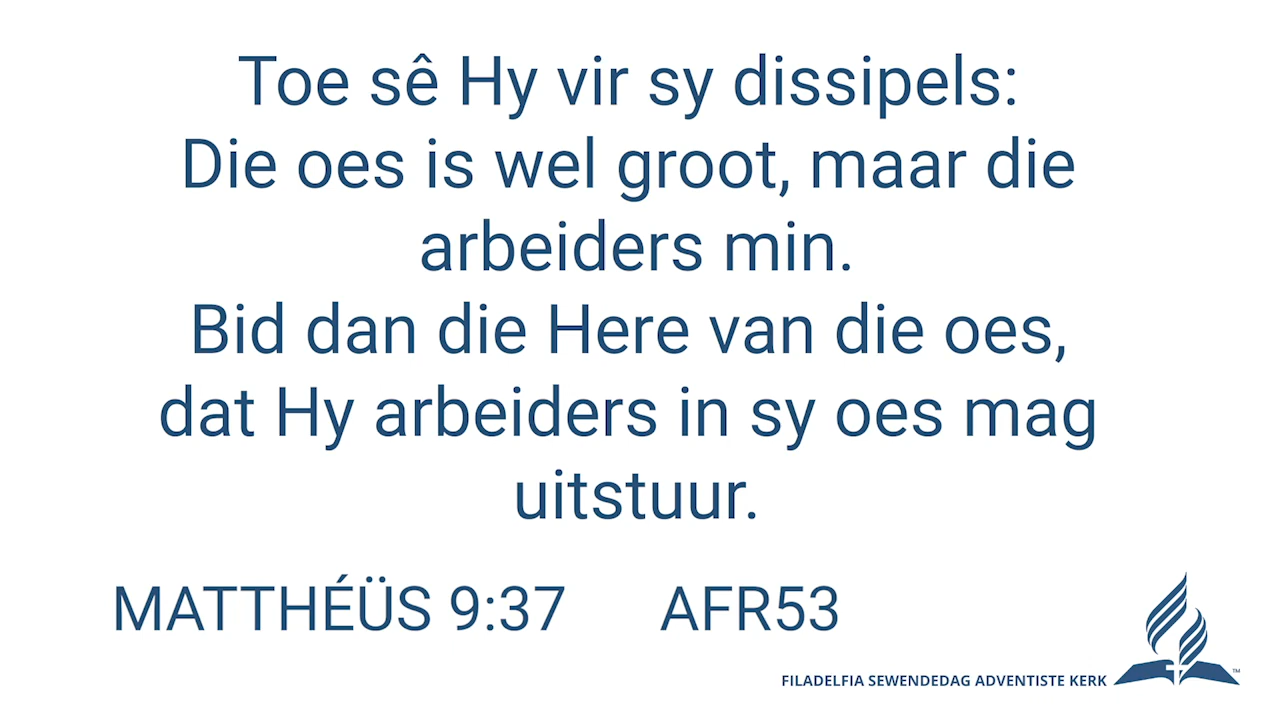 Toe sê Hy vir sy dissipels:
Die oes is wel groot, maar die
arbeiders min.
Bid dan die Here van die oes,
dat Hy arbeiders in sy oes mag
uitstuur.
MATTHÉÜS 9:37 AFR53
FILADELFIA SEWENDEDAG ADVENTISTE KERK ™